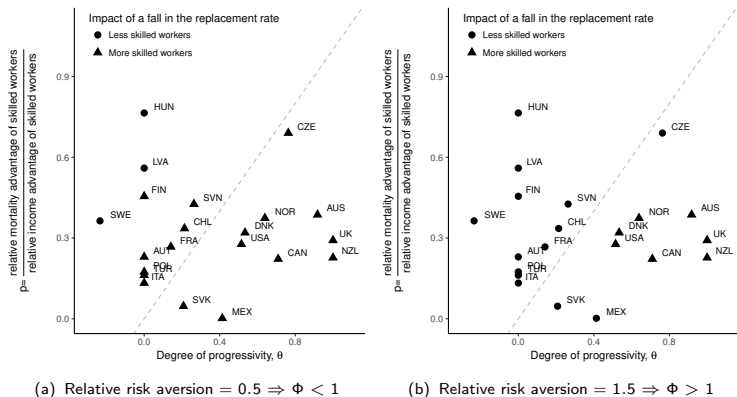 Impact of a fall in the replacement rate
Less skilled workers
More skilled workers
p=
relative mortality advantage of skilled workers
relative income advantage of skilled workers
0.9
0.6
0.3
0.0
HUN
LVA
FIN
SWE
SVN
CHL
FRA
AUT
POL
TUR
ITA
SVK
MEX
CZE
NOR
DNK
USA
CAN
AUS
UK
NZL
0.0
0.4
0.8
Degree of progressivity, θ
(a) Relative risk aversion = 0.5 ⇒ Φ < 1
Impact of a fall in the replacement rate
Less skilled workers
More skilled workers
p=
relative mortality advantage of skilled workers
relative income advantage of skilled workers
0.9
0.6
0.3
0.0
HUN
LVA
FIN
SWE
SVN
CHL
FRA
AUT
POL
TUR
ITA
SVK
MEX
CZE
NOR
DNK
USA
CAN
AUS
UK
NZL
0.0
0.4
0.8
Degree of progressivity, θ
(b) Relative risk aversion = 1.5 ⇒ Φ > 1